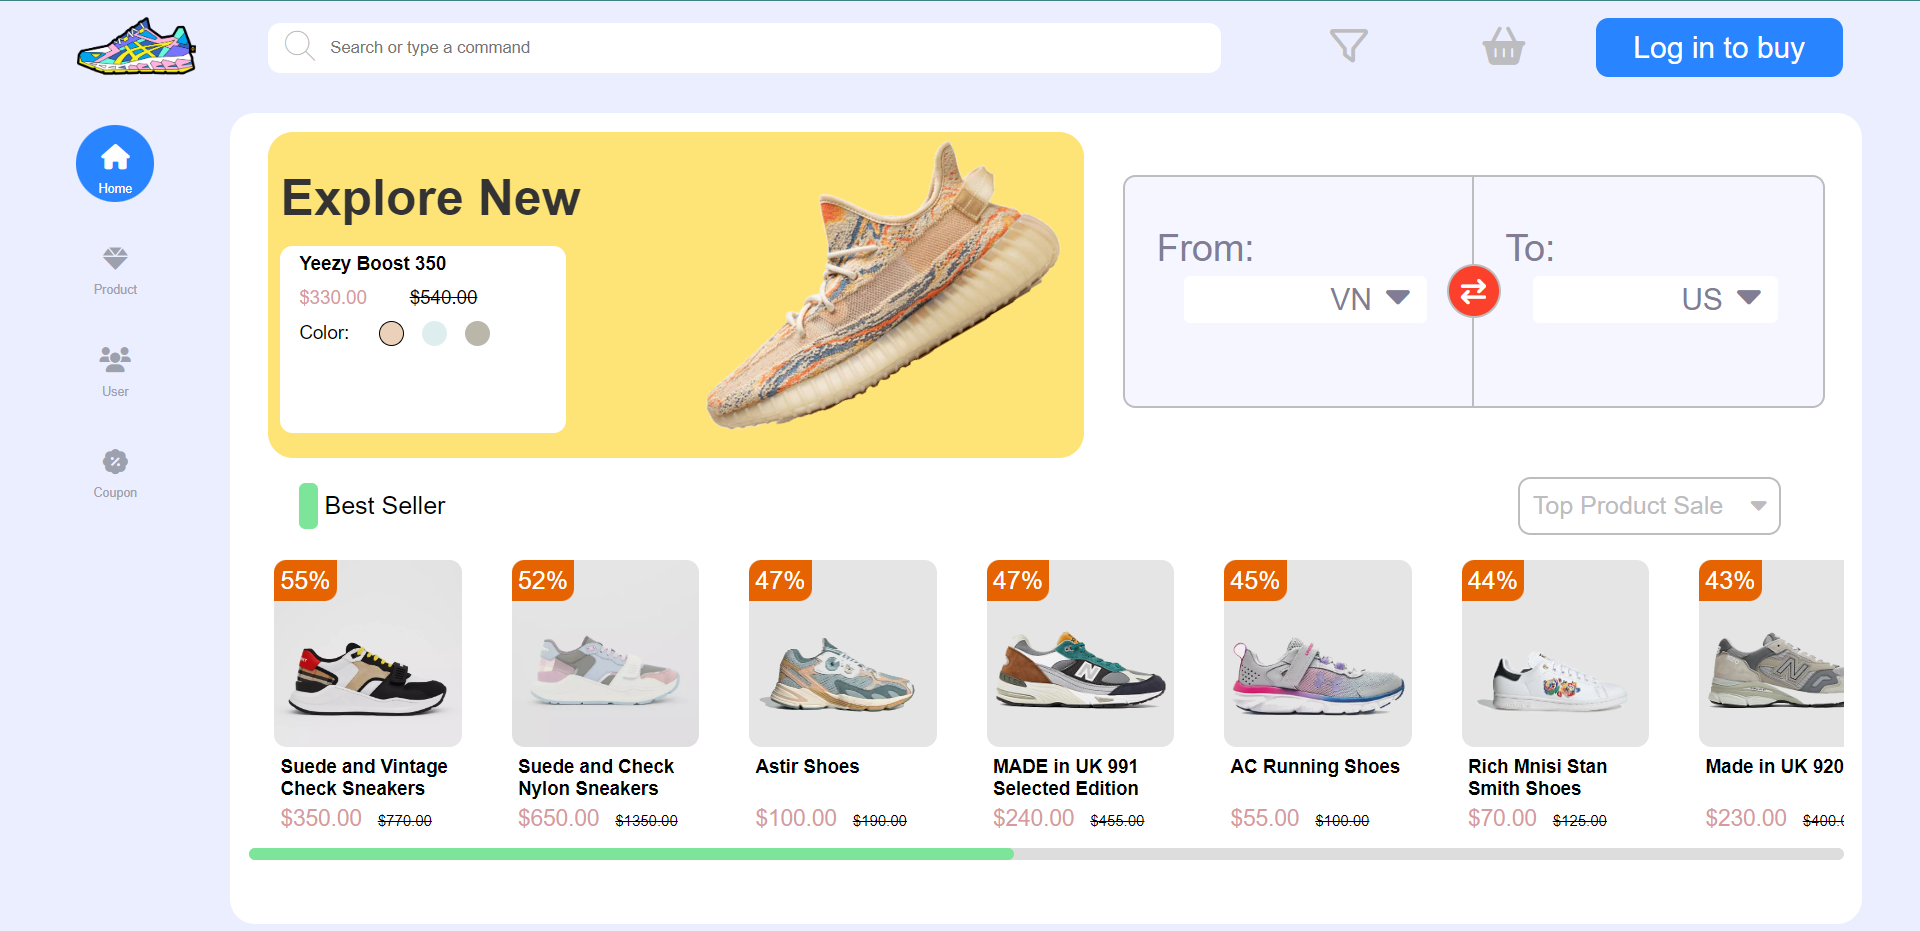 Search or type a command
Log in to buy
Home
Product
User
Coupon
Explore New
Yeezy Boost 350
$330.00 $540.00
Color:
From:
VN
To:
US
Best Seller
Top Product Sale
55%
Suede and Vintage
Check Sneakers
$350.00 $770.00
52%
Suede and Check
Nylon Sneakers
$650.00 $1350.00
47%
Astir Shoes
$100.00 $190.00
47%
MADE in UK 991
Selected Edition
$240.00 $455.00
45%
AC Running Shoes
$55.00 $100.00
44%
Rich Mnisi Stan
Smith Shoes
$70.00 $125.00
43%
Made in UK 920
$230.00 $400.0